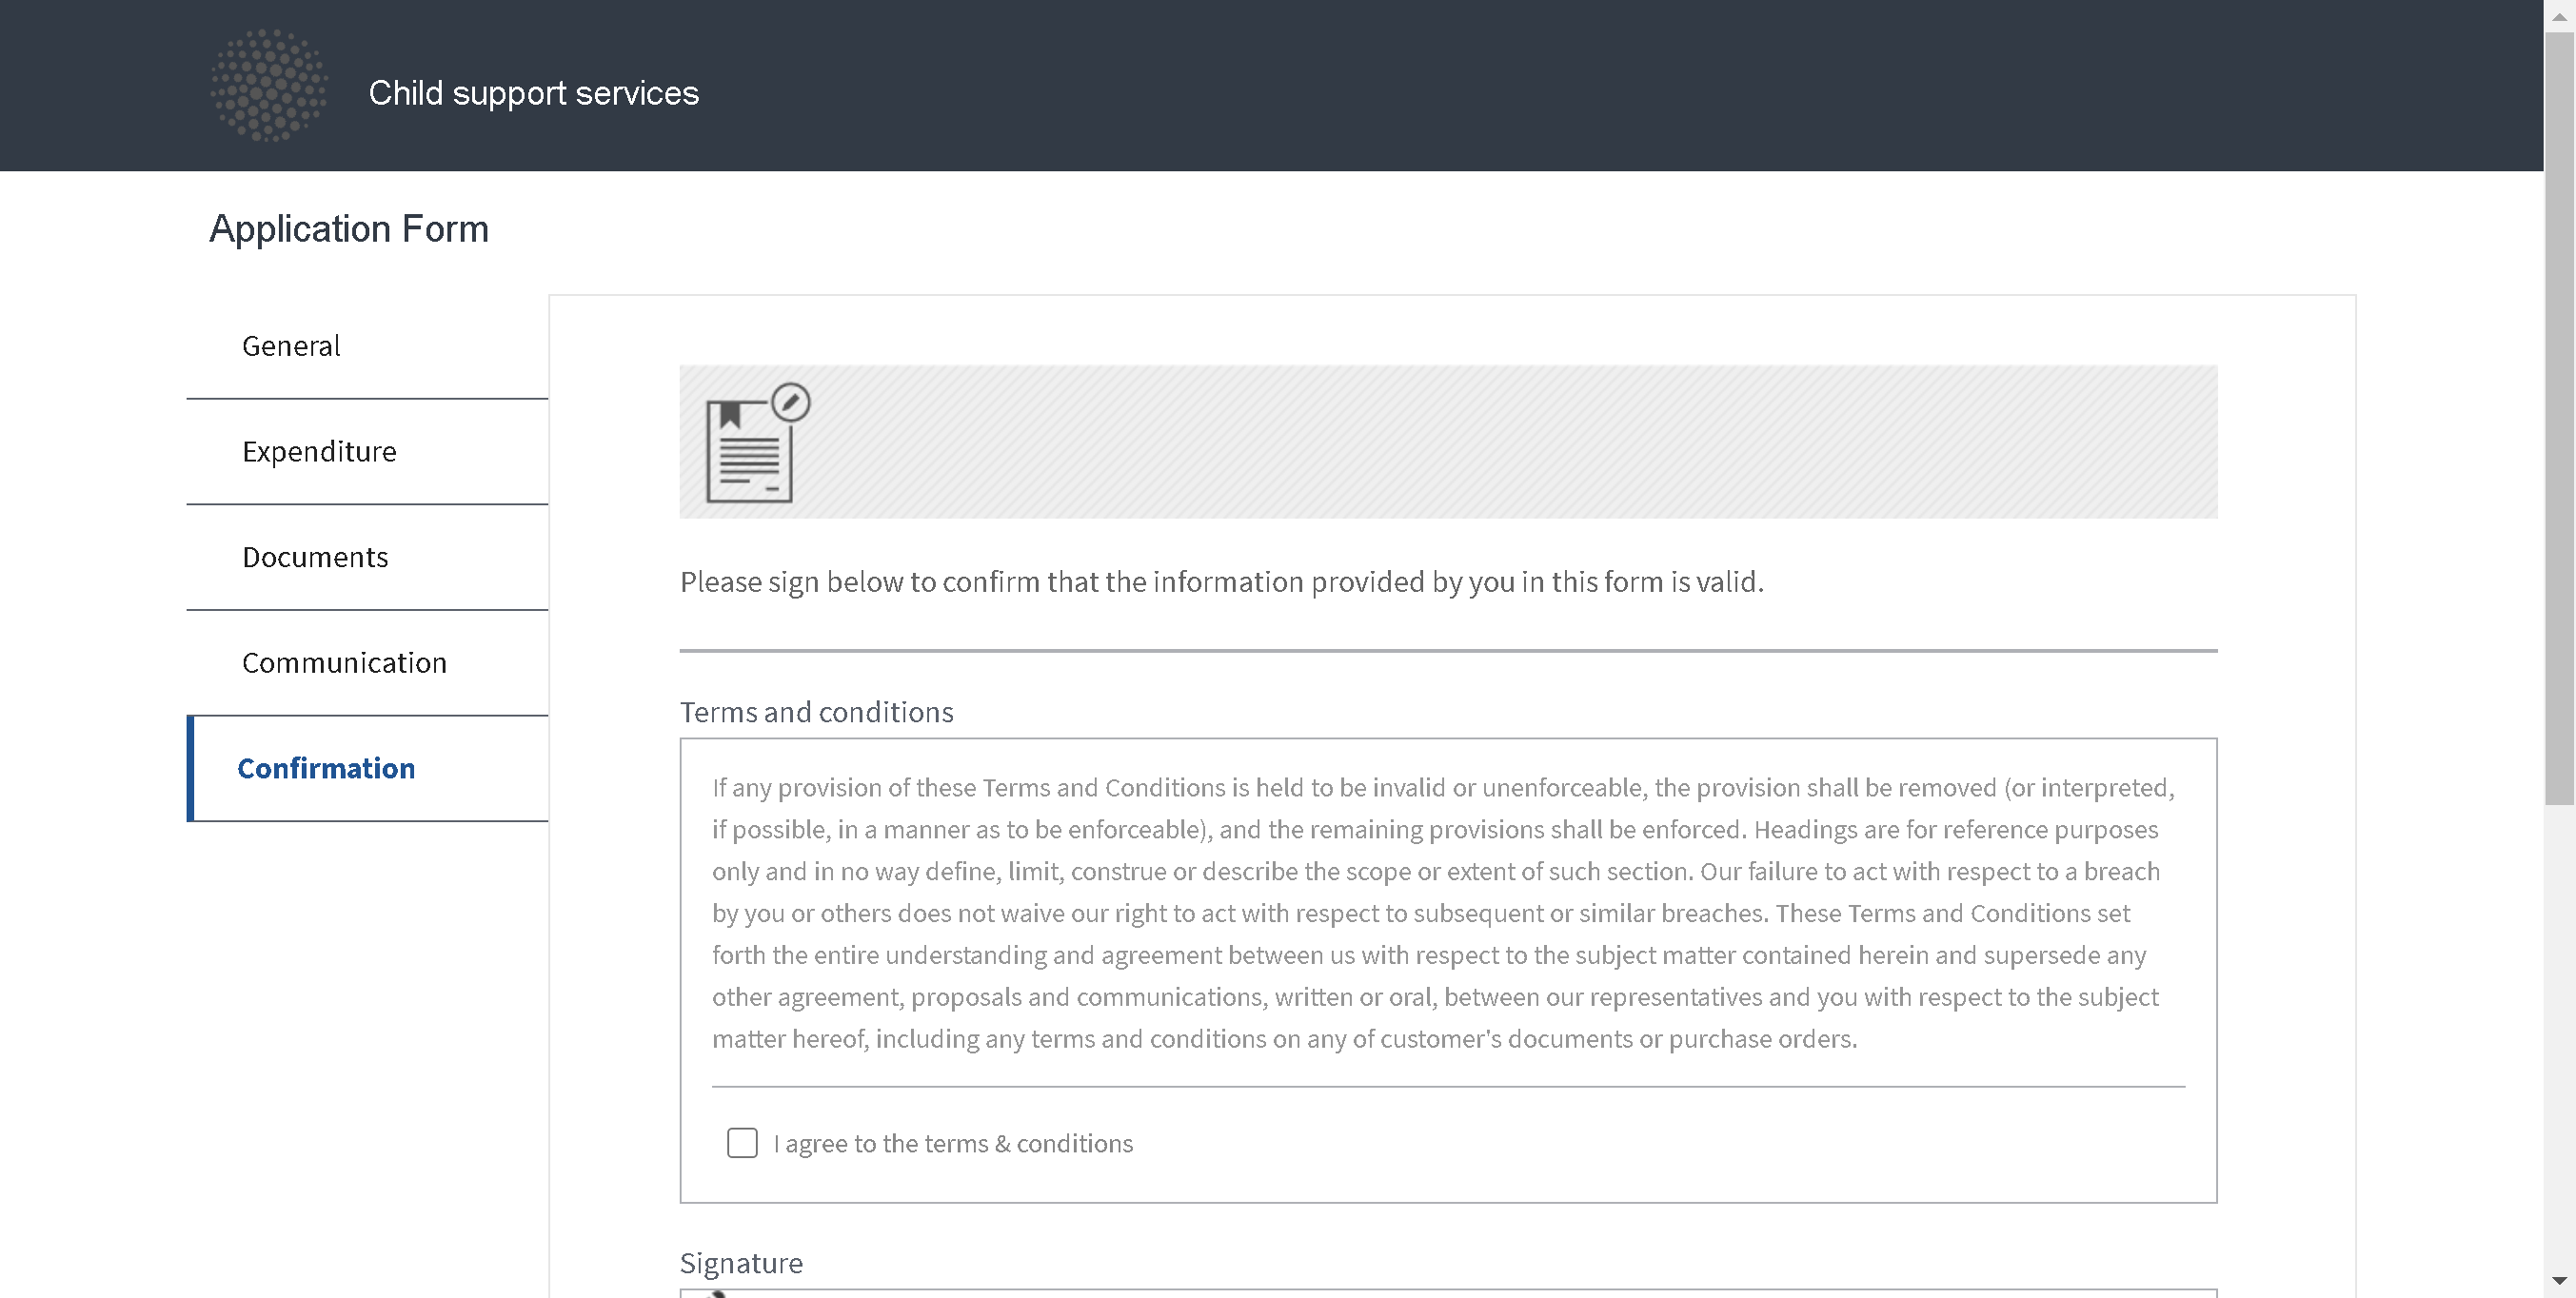 Child support services
Application Form
General
Expenditure
Documents
Communication
Confirmation
Please sign below to confirm that the information provided by you in this form is valid.
Terms and conditions
If any provision of these Terms and Conditions is held to be invalid or unenforceable, the provision shall be removed (or interpreted,
if possible, in a manner as to be enforceable), and the remaining provisions shall be enforced. Headings are for reference purposes
only and in no way define, limit, construe or describe the scope or extent of such section. Our failure to act with respect to a breach
by you or others does not waive our right to act with respect to subsequent or similar breaches. These Terms and Conditions set
forth the entire understanding and agreement between us with respect to the subject matter contained herein and supersede any
other agreement, proposals and communications, written or oral, between our representatives and you with respect to the subject
matter hereof, including any terms and conditions on any of customer's documents or purchase orders.
I agree to the terms & conditions
Signature